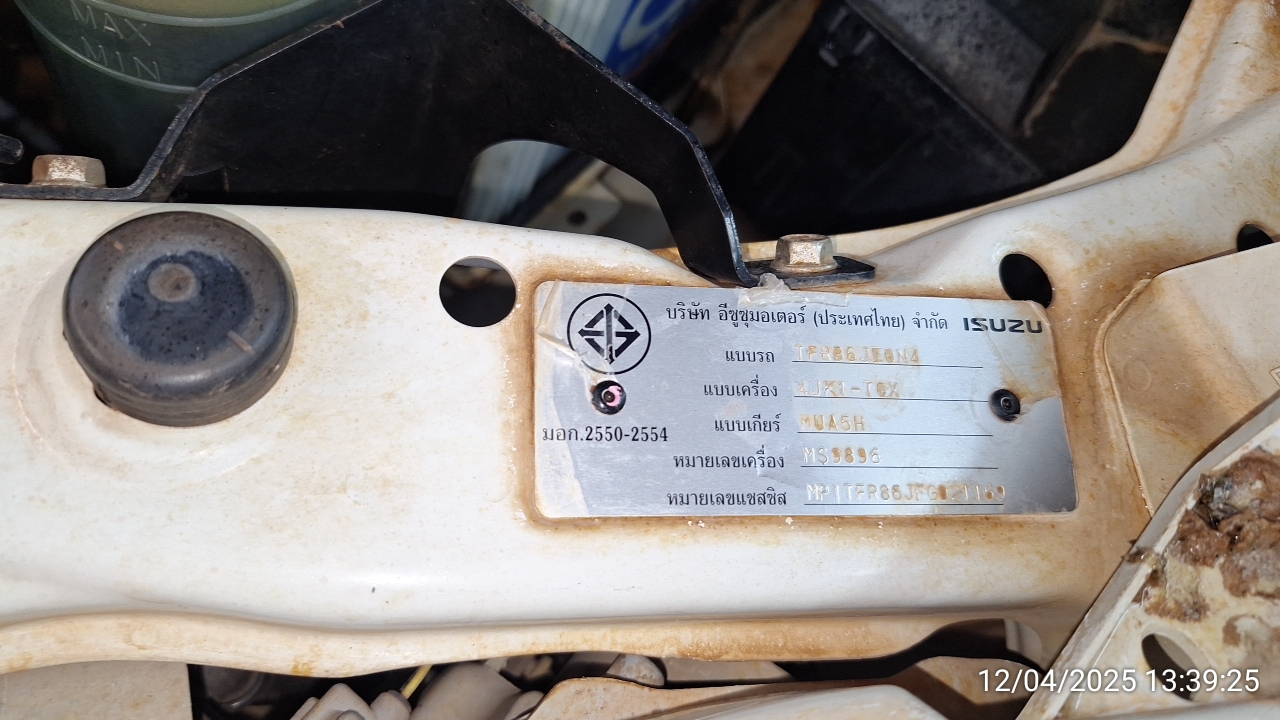 MAX
MIN
บริษัท อีซูซุมอเตอร์ (ประเทศไทย) จำกัด ISUZU
แบบรถ
แบบเครื่อง 4JK1-TCX
แบบเกียร์ MUA5H
มอก.2550-2554
หมายเลขเครื่อง MS9896
หมายเลขแชสซิส
12/04/2025 13:39:25